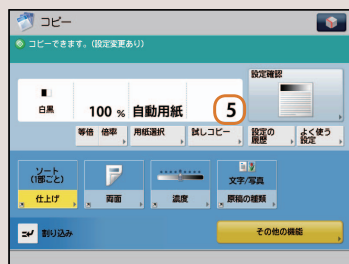 コピー
コピーできます。(設定変更あり)
設定確認
白黒
100 % 自動用紙 5
等倍 倍率 用紙選択 試しコピー 設定の履歴 よく使う設定
ソート
(1部ごと)
文字/写真
仕上げ 両面 濃度 原稿の種類
割り込み
その他の機能